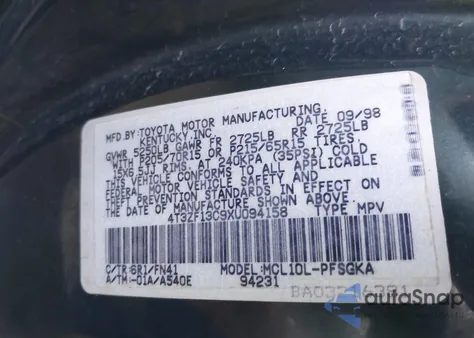 MFD.BY:TOYOTA MOTOR MANUFACTURING,
KENTUCKY,INC. DATE 09/98
GVWR 5250LB GAWR FR 2725LB RR 2725LB
WITH P205/70R15 OR P215/65R15 TIRES,
15X6.5JJ RIMS AT 240KPA (35PSI) COLD
THIS VEHICLE CONFORMS TO ALL APPLICABLE
FEDERAL MOTOR VEHICLE SAFETY AND
THEFT PREVENTION STANDARDS IN EFFECT ON
THE DATE OF MANUFACTURE SHOWN ABOVE.
4T3ZF13C9XU094158 TYPE MPV
C/TR:6R1/FN41 MODEL:MCL10L-PFSGKA
A/TM:-01A/A540E 94231
autoSnap